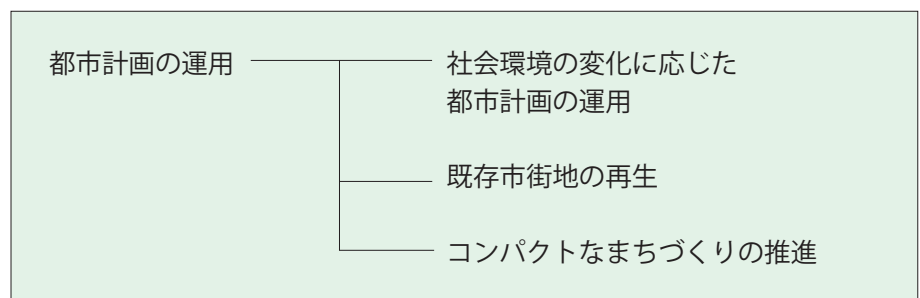 都市計画の運用
社会環境の変化に応じた
都市計画の運用
既存市街地の再生
コンパクトなまちづくりの推進